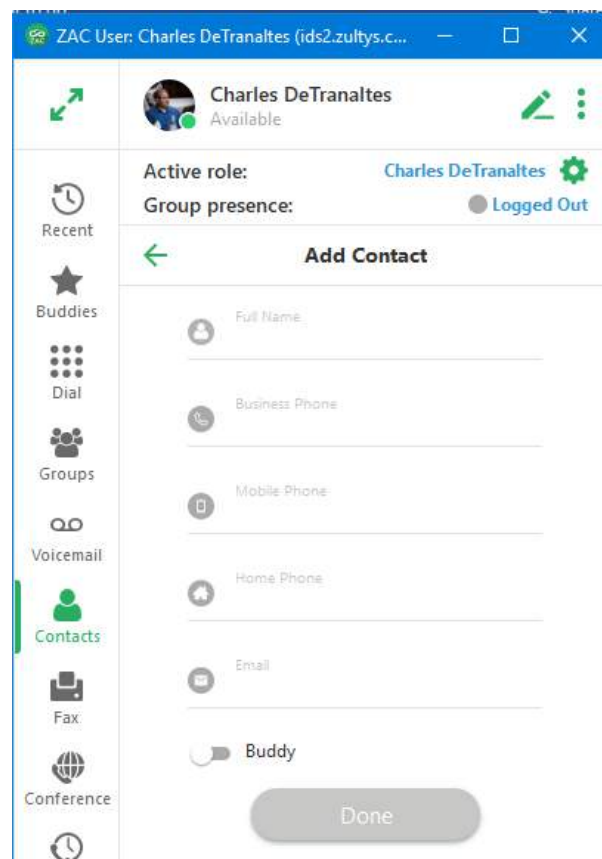 ZAC User: Charles DeTranaltes (ids2.zultys.c...
Charles DeTranaltes
Available
Active role: Charles DeTranaltes
Group presence: Logged Out
Add Contact
Recent
Buddies
Dial
Groups
Voicemail
Contacts
Fax
Conference
Full Name
Business Phone
Mobile Phone
Home Phone
Email
Buddy
Done